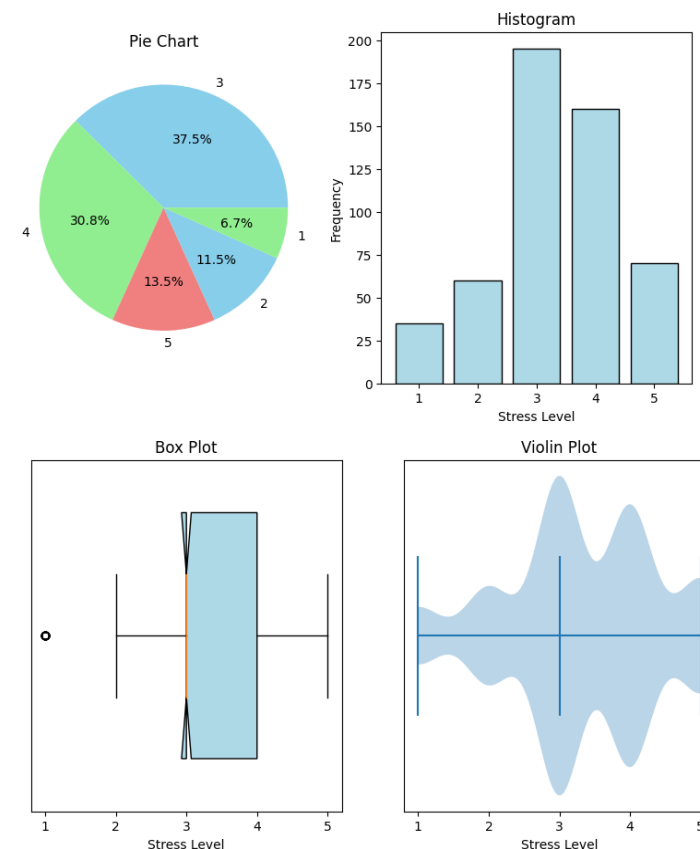 Pie Chart
3
37.5%
30.8%
4
6.7%
1
11.5%
2
13.5%
5
Histogram
200
175
150
125
100
75
50
25
0
Frequency
1 2 3 4 5
Stress Level
Box Plot
1 2 3 4 5
Stress Level
Violin Plot
1 2 3 4 5
Stress Level